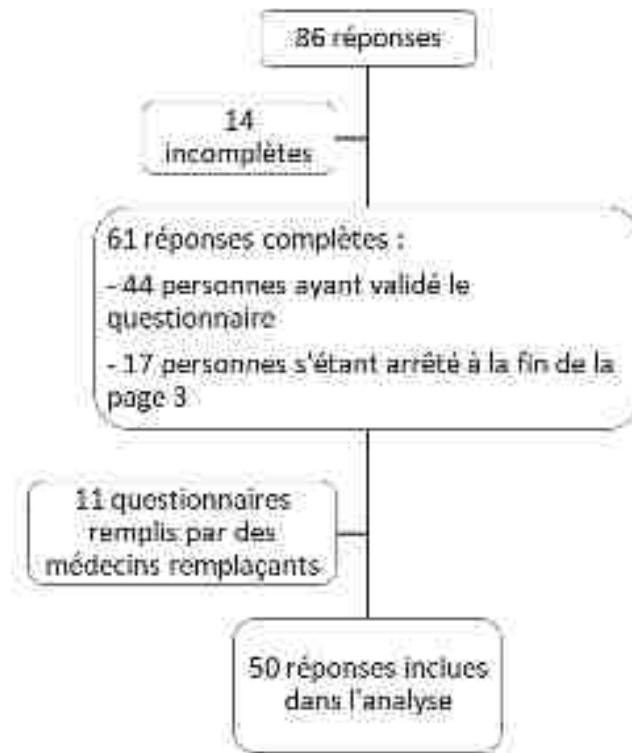 86 réponses
14
incomplètes
61 réponses complètes :
- 44 personnes ayant validé le
questionnaire
- 17 personnes s'étant arrêté à la fin de la
page 3
11 questionnaires
remplis par des
médecins remplaçants
50 réponses inclues
dans l'analyse